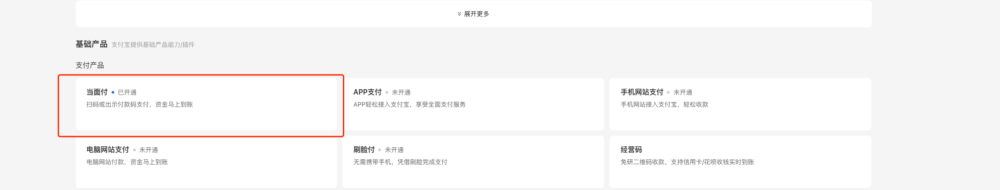 展开更多
基础产品 支付宝提供基础产品能力/插件
支付产品
当面付 已开通
扫码或出示付款码支付，资金马上到账
APP支付 未开通
APP轻松接入支付宝，享受全面支付服务
手机网站支付 未开通
手机网站接入支付宝，轻松收款
电脑网站支付 未开通
电脑网站付款，资金马上到账
刷脸付 未开通
无需携带手机，凭借刷脸完成支付
经营码
免研二维码收款，支持信用卡/花呗收钱实时到账